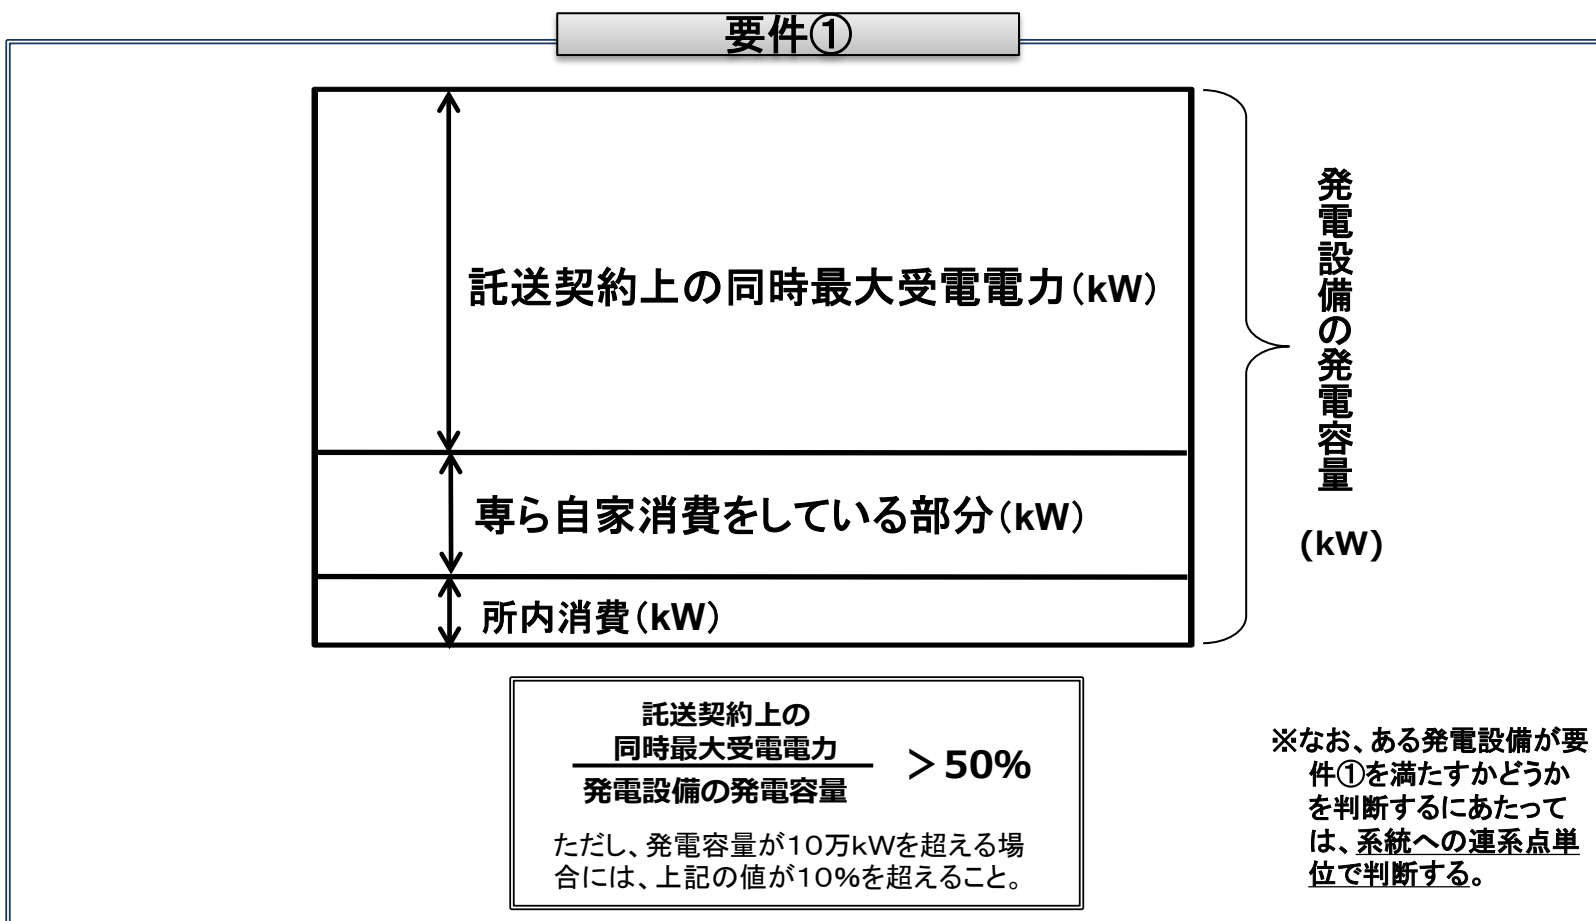 要件①
託送契約上の同時最大受電電力(kW)
発電設備の発電容量
(kW)
専ら自家消費をしている部分(kW)
所内消費(kW)
託送契約上の
同時最大受電電力
発電設備の発電容量
＞50%
ただし、発電容量が10万kWを超える場
合には、上記の値が10%を超えること。
※なお、ある発電設備が要
件①を満たすかどうか
を判断するにあたって
は、系統への連系点単
位で判断する。